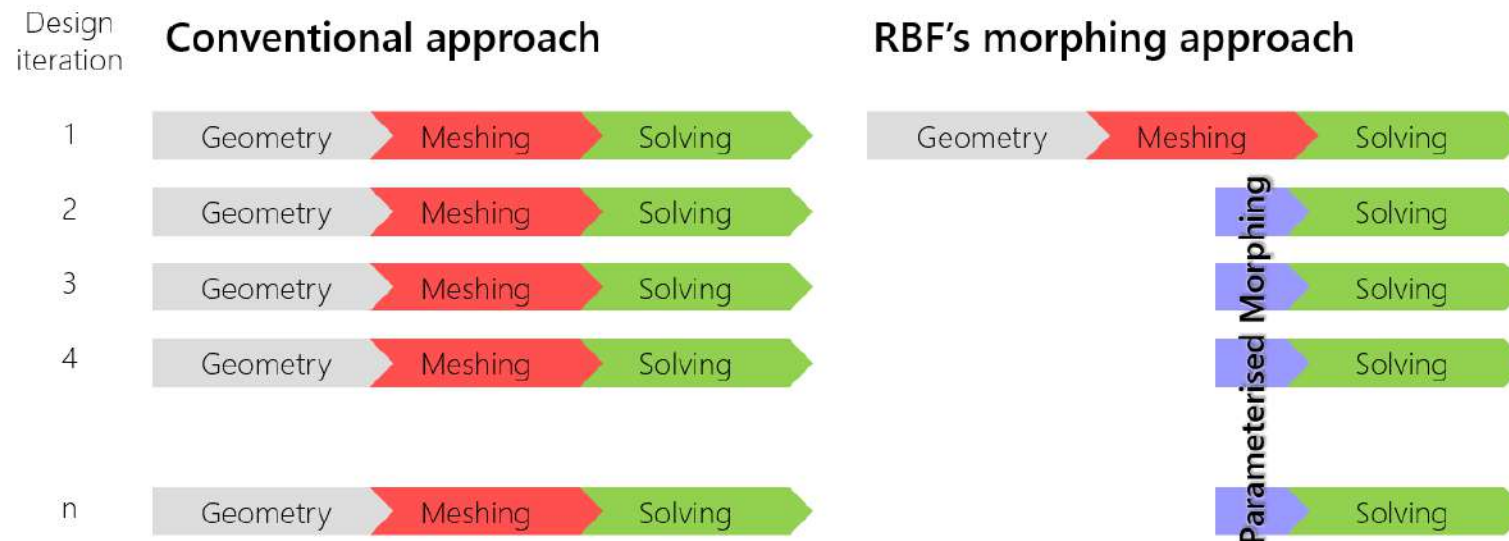 Design
iteration
Conventional approach
RBF's morphing approach
1
Geometry
Meshing
Solving
Geometry
Meshing
Solving
2
Geometry
Meshing
Solving
Solving
3
Geometry
Meshing
Solving
Solving
4
Geometry
Meshing
Solving
Solving
n
Geometry
Meshing
Solving
Solving
Parameterised Morphing